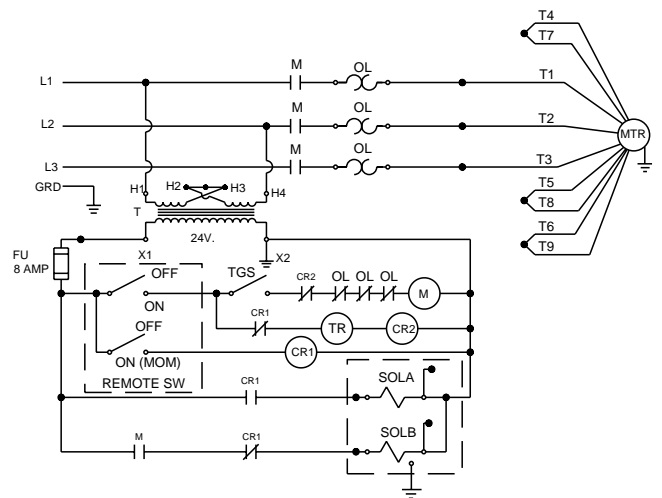 T4
T7
M
OL
L1
T1
M
OL
L2
T2
MTR
M
OL
L3
T3
GRD
H1
H2
H3
H4
T5
T8
T
T6
24V.
T9
FU
8 AMP
X1
X2
OFF
TGS
CR2
OL
OL
OL
ON
M
OFF
CR1
TR
CR2
ON (MOM)
CR1
REMOTE SW
CR1
SOLA
SOLB
M
CR1